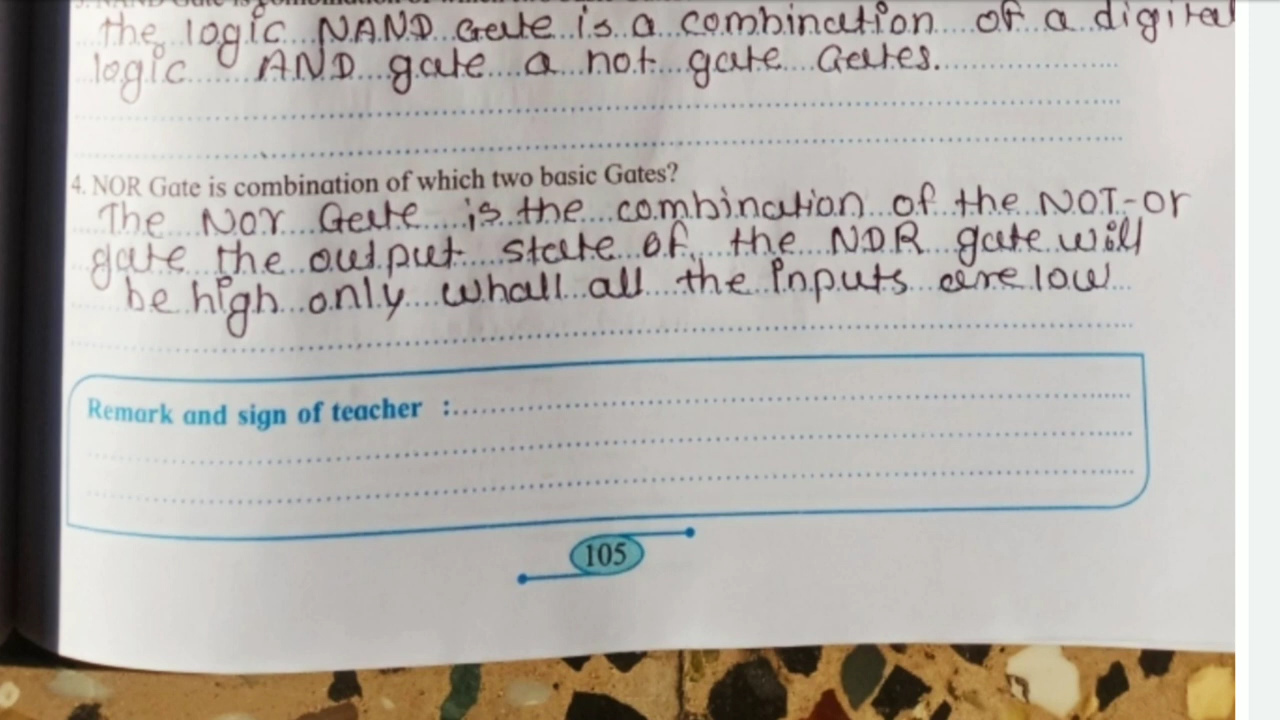 the logic NAND Gate is a combination of a digital
logic AND gate a not gate Gates.
4. NOR Gate is combination of which two basic Gates?
The Nor Gate is the combination of the NOT-or
gate the output state of the NOR gate will
be high only whall all the inputs are low
Remark and sign of teacher :
105